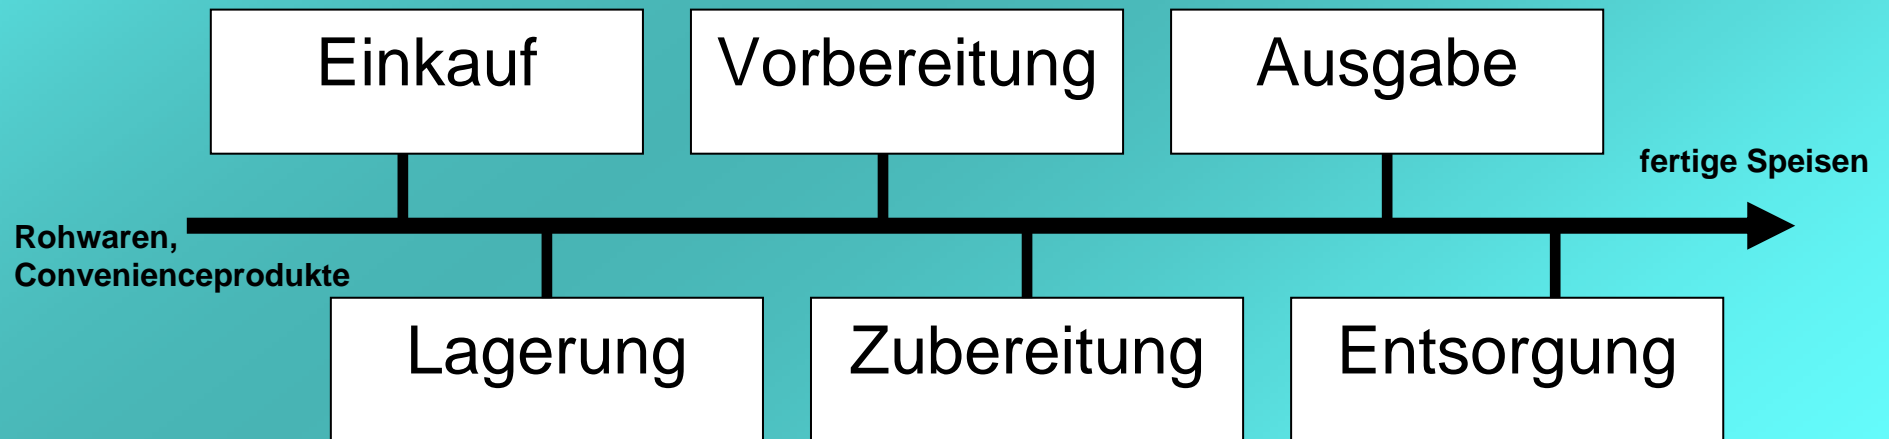 Einkauf
Vorbereitung
Ausgabe
fertige Speisen
Rohwaren,
Convenienceprodukte
Lagerung
Zubereitung
Entsorgung